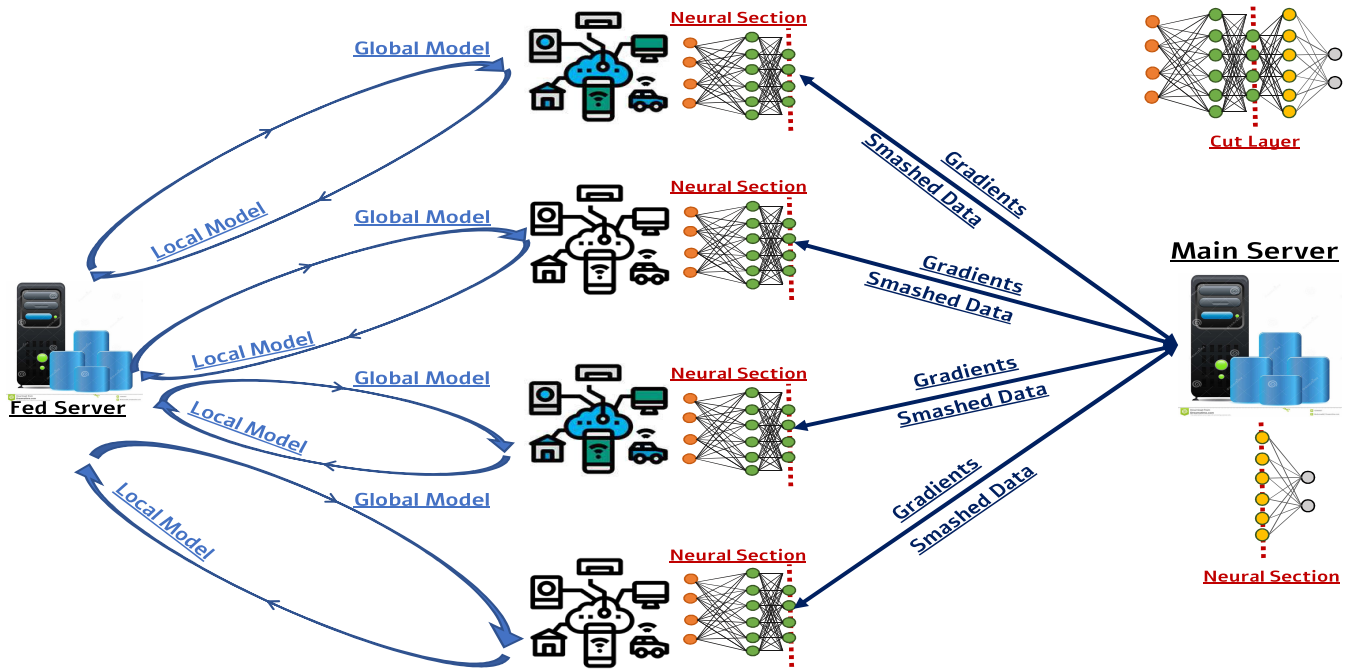 Neural Section
Global Model
Cut Layer
Gradients
Smashed Data
Local Model
Neural Section
Global Model
Main Server
Gradients
Smashed Data
Local Model
Fed Server
Neural Section
Global Model
Gradients
Smashed Data
Local Model
Global Model
Gradients
Smashed Data
Local Model
Neural Section
Neural Section